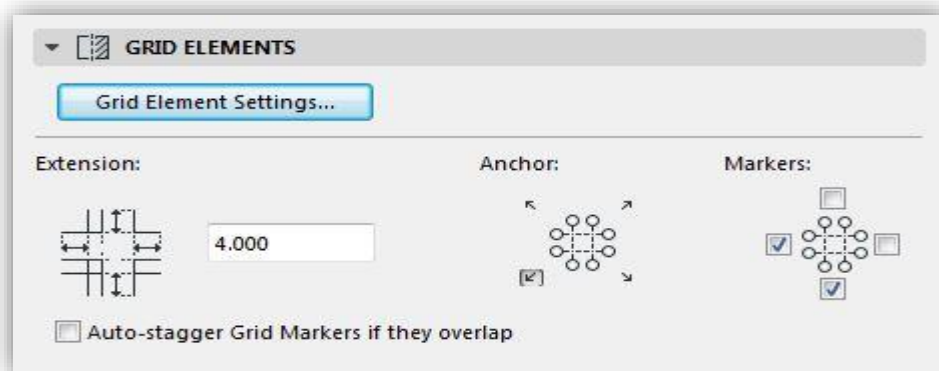 GRID ELEMENTS
Grid Element Settings...
Extension:
Anchor:
Markers:
4.000
Auto-stagger Grid Markers if they overlap